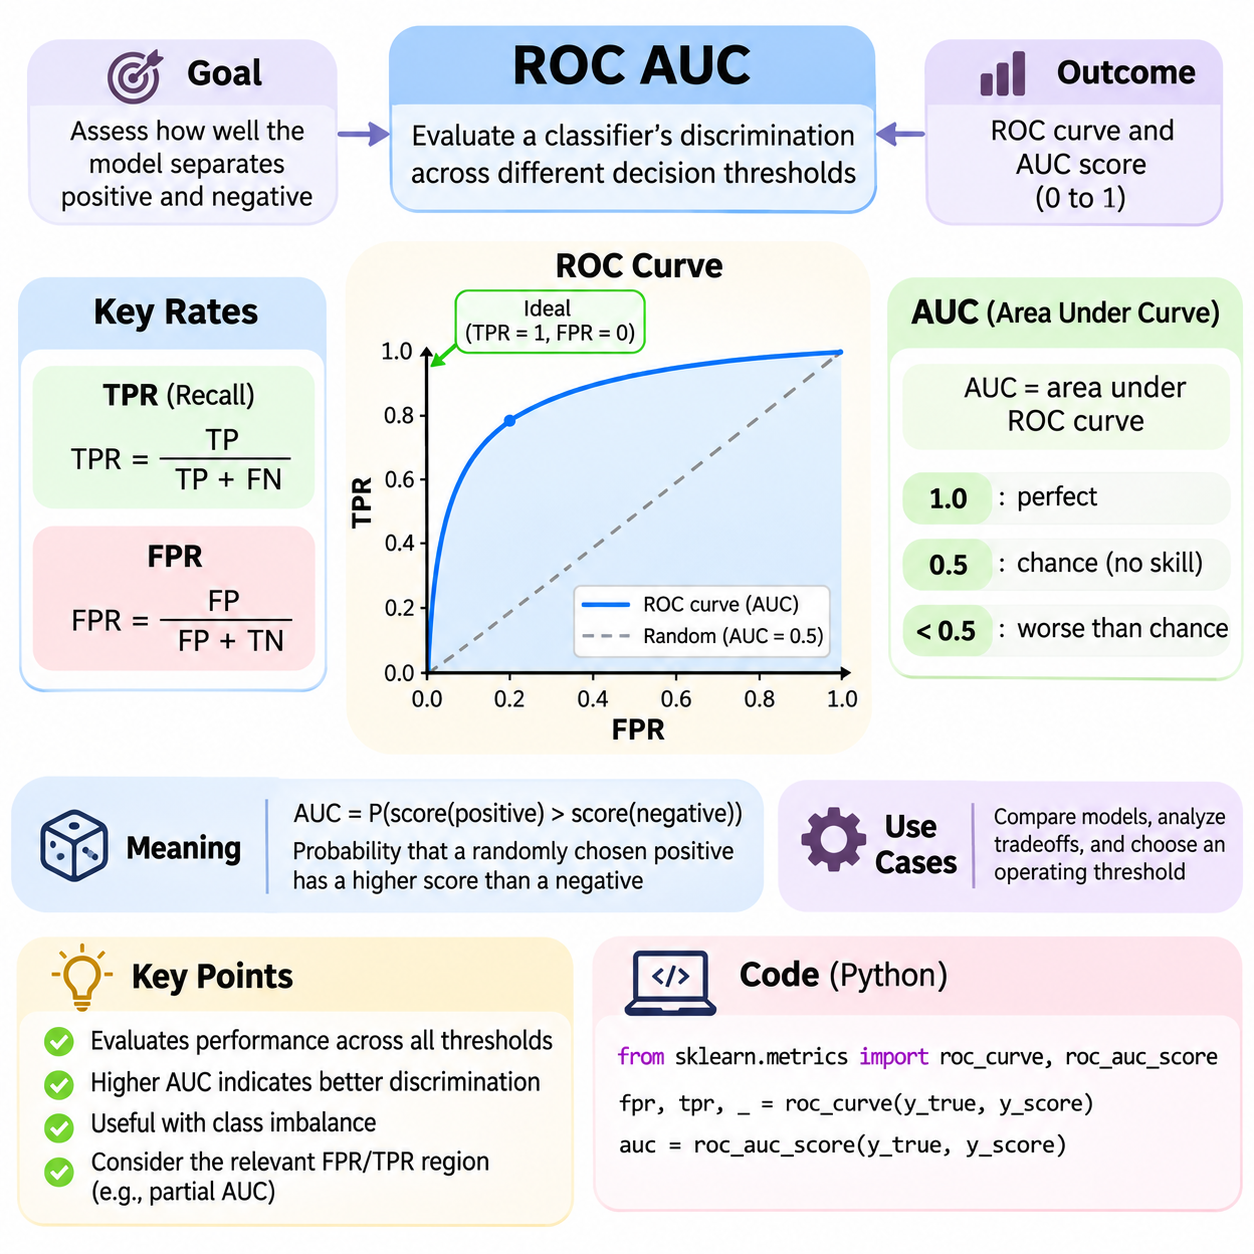 Goal
Assess how well the
model separates
positive and negative
ROC AUC
Evaluate a classifier’s discrimination
across different decision thresholds
Outcome
ROC curve and
AUC score
(0 to 1)
Key Rates
TPR (Recall)
TPR = TP
TP + FN
FPR
FPR = FP
FP + TN
ROC Curve
Ideal
(TPR = 1, FPR = 0)
1.0
0.8
0.6
0.4
0.2
0.0
TPR
ROC curve (AUC)
Random (AUC = 0.5)
0.0 0.2 0.4 0.6 0.8 1.0
FPR
AUC (Area Under Curve)
AUC = area under
ROC curve
1.0 : perfect
0.5 : chance (no skill)
< 0.5 : worse than chance
Meaning
AUC = P(score(positive) > score(negative))
Probability that a randomly chosen positive
has a higher score than a negative
Use
Cases
Compare models, analyze
tradeoffs, and choose an
operating threshold
Key Points
Evaluates performance across all thresholds
Higher AUC indicates better discrimination
Useful with class imbalance
Consider the relevant FPR/TPR region
(e.g., partial AUC)
</> Code (Python)
from sklearn.metrics import roc_curve, roc_auc_score
fpr, tpr, _ = roc_curve(y_true, y_score)
auc = roc_auc_score(y_true, y_score)